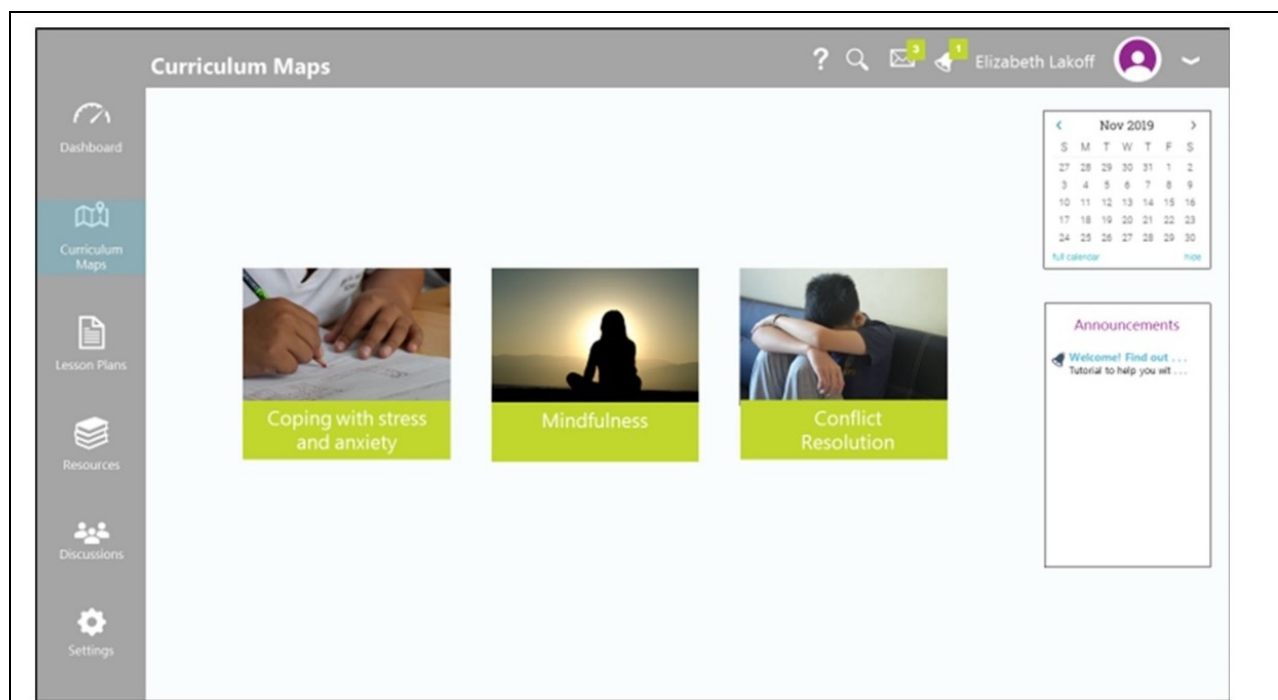 Curriculum Maps
?
3
1
Elizabeth Lakoff
Dashboard
Curriculum
Maps
Lesson Plans
Resources
Discussions
Settings
Coping with stress
and anxiety
Mindfulness
Conflict
Resolution
< Nov 2019 >
S M T W T F S
27 28 29 30 31 1 2
3 4 5 6 7 8 9
10 11 12 13 14 15 16
17 18 19 20 21 22 23
24 25 26 27 28 29 30
full calendar hide
Announcements
Welcome! Find out . . .
Tutorial to help you wit . . .